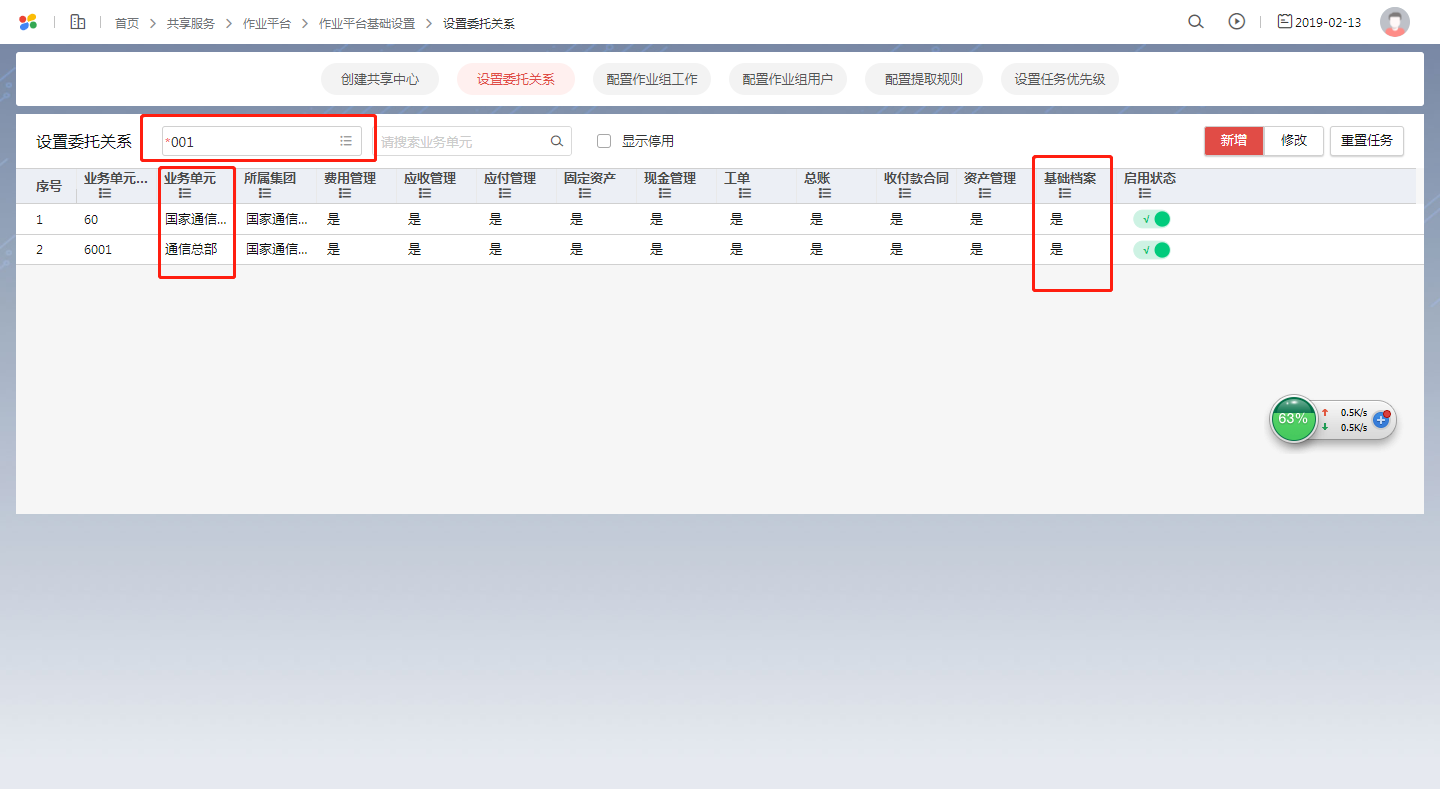 首页 > 共享服务 > 作业平台 > 作业平台基础设置 > 设置委托关系 2019-02-13
创建共享中心 设置委托关系 配置作业组工作 配置作业组用户 配置提取规则 设置任务优先级
设置委托关系 *001 请搜索业务单元 显示停用 新增 修改 重置任务
序号 业务单元... 业务单元 所属集团 费用管理 应收管理 应付管理 固定资产 现金管理 工单 总账 收付款合同 资产管理 基础档案 启用状态
1 60 国家通信... 国家通信... 是 是 是 是 是 是 是 是 是 是 √
2 6001 通信总部 国家通信... 是 是 是 是 是 是 是 是 是 是 √
63% ↑ 0.5K/s
↓ 0.5K/s